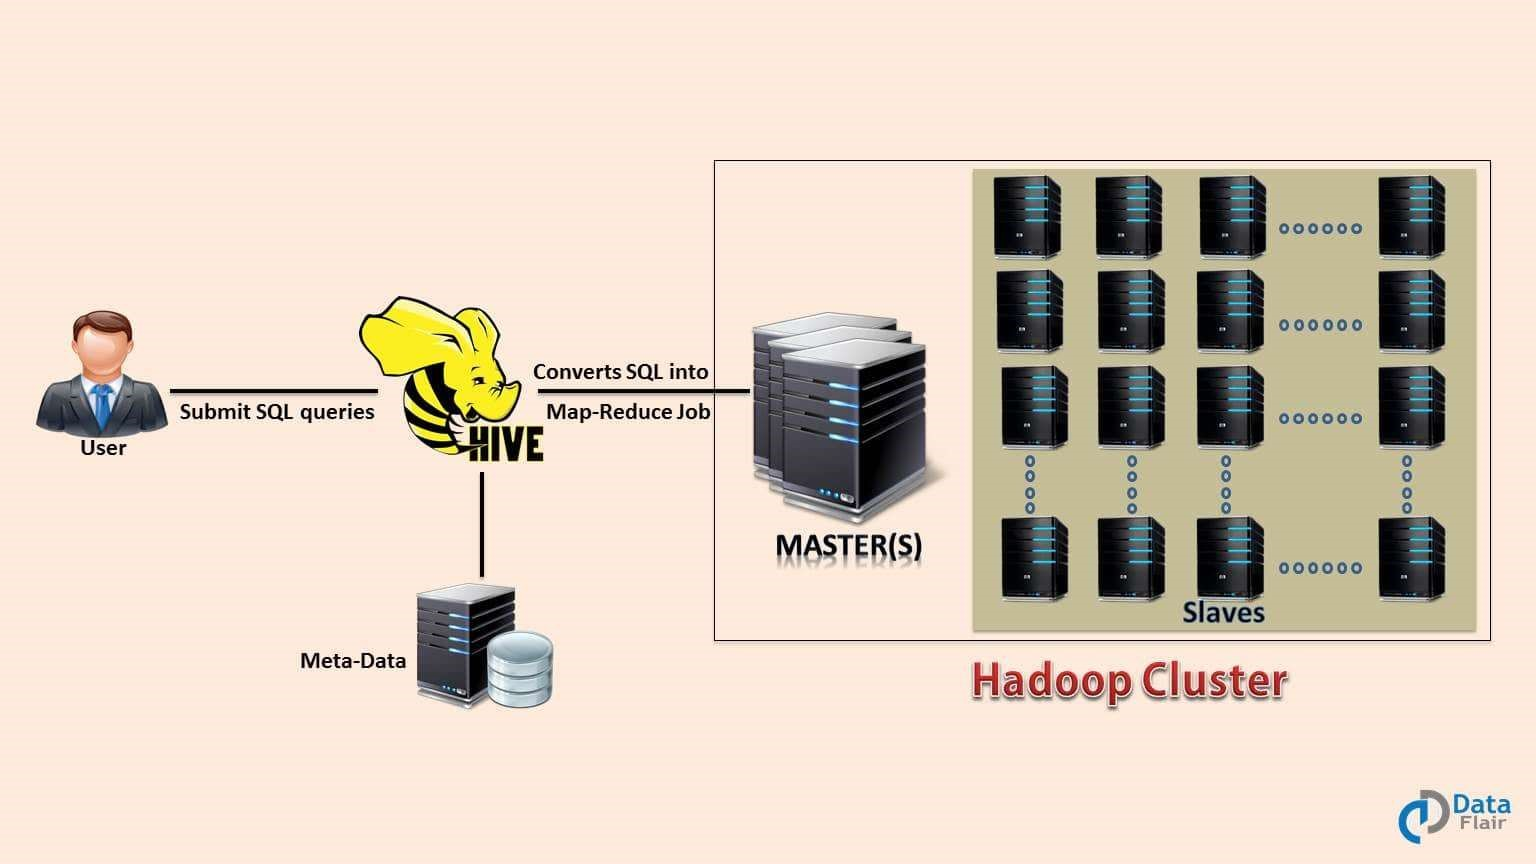 Converts SQL into
Submit SQL queries
Map-Reduce Job
User
HIVE
MASTER(S)
Slaves
Meta-Data
Hadoop Cluster
Data
Flair